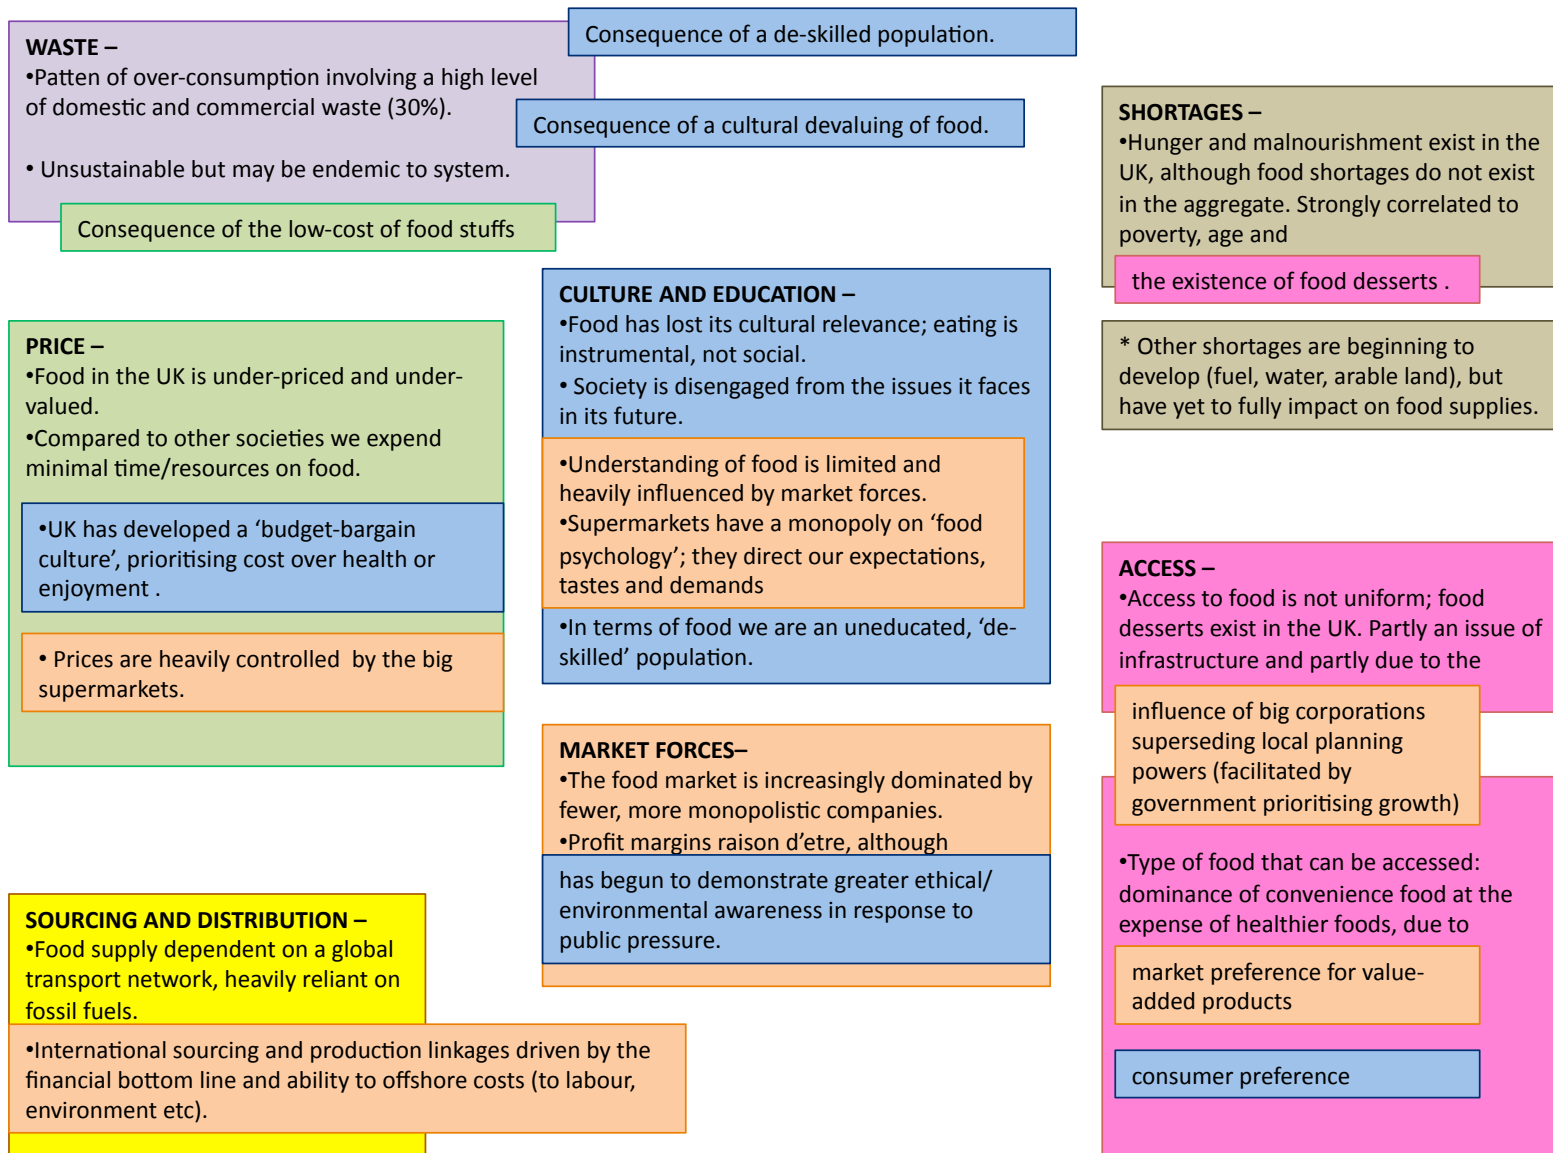 WASTE –
•Patten of over-consumption involving a high level
of domestic and commercial waste (30%).
• Unsustainable but may be endemic to system.
Consequence of a de-skilled population.
Consequence of a cultural devaluing of food.
Consequence of the low-cost of food stuffs
PRICE –
•Food in the UK is under-priced and under-
valued.
•Compared to other societies we expend
minimal time/resources on food.
•UK has developed a ‘budget-bargain
culture’, prioritising cost over health or
enjoyment .
• Prices are heavily controlled  by the big
supermarkets.
SOURCING AND DISTRIBUTION –
•Food supply dependent on a global
transport network, heavily reliant on
fossil fuels.
•International sourcing and production linkages driven by the
financial bottom line and ability to offshore costs (to labour,
environment etc).
CULTURE AND EDUCATION –
•Food has lost its cultural relevance; eating is
instrumental, not social.
• Society is disengaged from the issues it faces
in its future.
•Understanding of food is limited and
heavily influenced by market forces.
•Supermarkets have a monopoly on ‘food
psychology’; they direct our expectations,
tastes and demands
•In terms of food we are an uneducated, ‘de-
skilled’ population.
MARKET FORCES–
•The food market is increasingly dominated by
fewer, more monopolistic companies.
•Profit margins raison d’etre, although
has begun to demonstrate greater ethical/
environmental awareness in response to
public pressure.
SHORTAGES –
•Hunger and malnourishment exist in the
UK, although food shortages do not exist
in the aggregate. Strongly correlated to
poverty, age and
the existence of food desserts .
* Other shortages are beginning to
develop (fuel, water, arable land), but
have yet to fully impact on food supplies.
ACCESS –
•Access to food is not uniform; food
desserts exist in the UK. Partly an issue of
infrastructure and partly due to the
influence of big corporations
superseding local planning
powers (facilitated by
government prioritising growth)
•Type of food that can be accessed:
dominance of convenience food at the
expense of healthier foods, due to
market preference for value-
added products
consumer preference